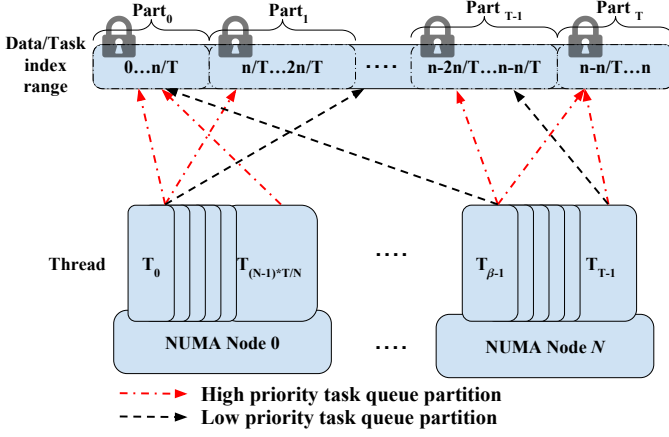 Part0 Part1 Part T-1 Part T
Data/Task index range
0...n/T n/T...2n/T .... n-2n/T...n-n/T n-n/T...n
Thread
T0 T(N-1)*T/N .... Tβ-1 TT-1
NUMA Node 0 .... NUMA Node N
High priority task queue partition
Low priority task queue partition